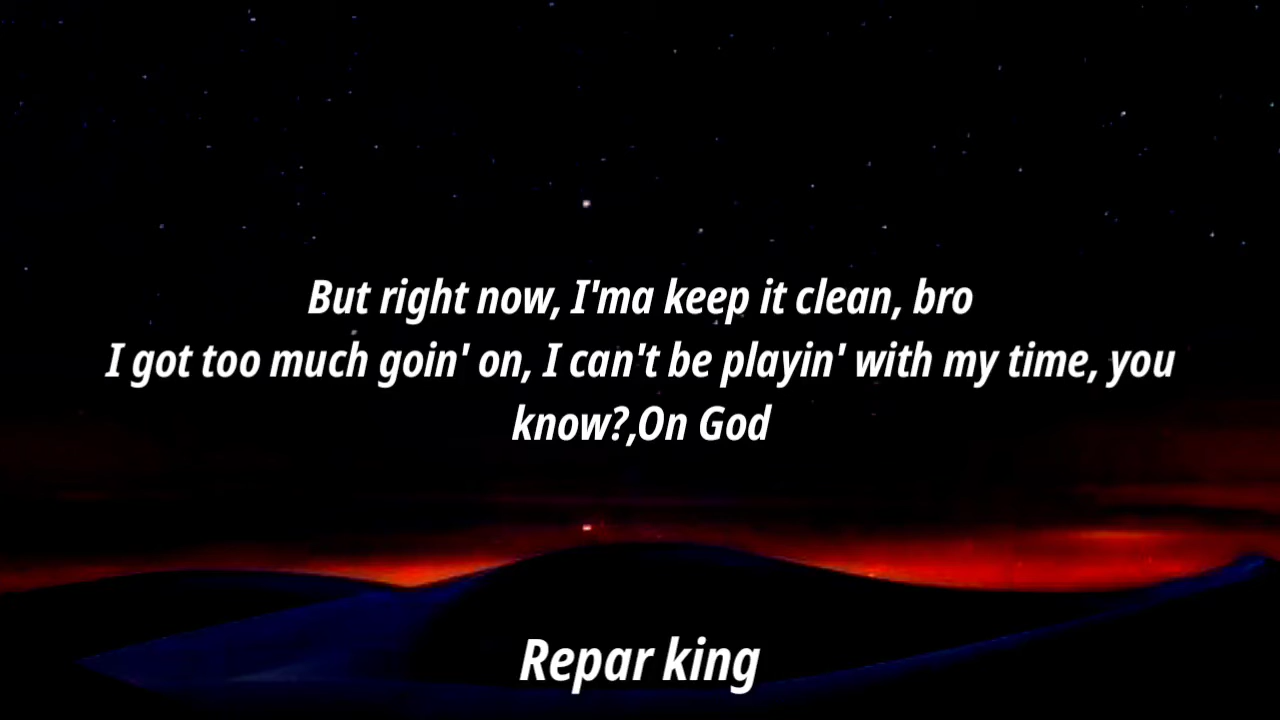 But right now, I'ma keep it clean, bro
I got too much goin' on, I can't be playin' with my time, you
know?,On God
Repar king